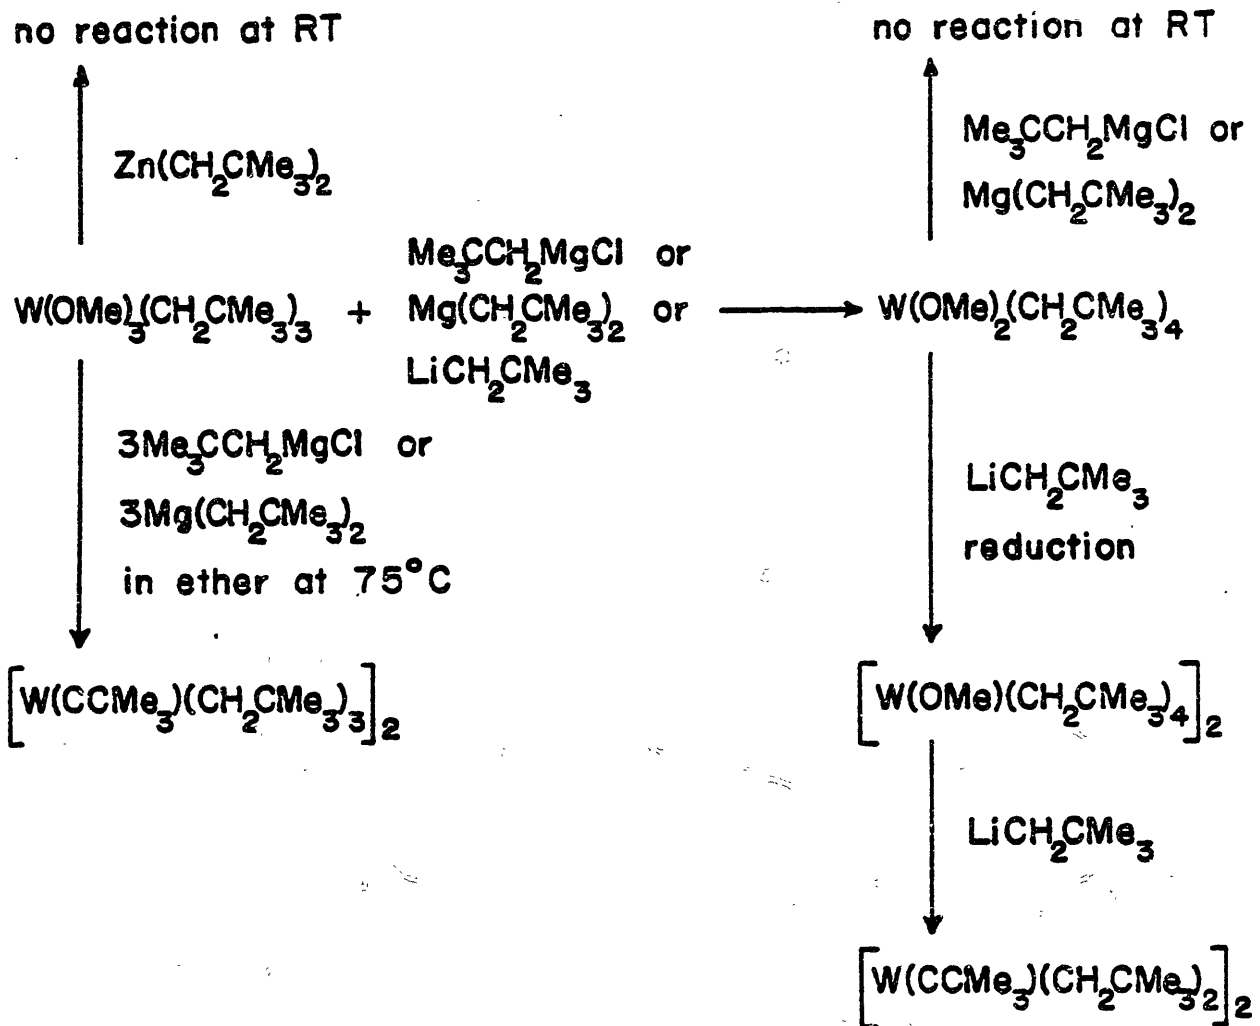 no reaction at RT
no reaction at RT
Zn(CH₂CMe₃)₂
Me₃CCH₂MgCl or
Mg(CH₂CMe₃)₂
W(OMe)₃(CH₂CMe₃)₃ +
Me₃CCH₂MgCl or
Mg(CH₂CMe₃)₂ or
LiCH₂CMe₃
W(OMe)₂(CH₂CMe₃)₄
3Me₃CCH₂MgCl or
3Mg(CH₂CMe₃)₂
in ether at 75°C
LiCH₂CMe₃
reduction
[W(CCMe₃)(CH₂CMe₃)₃]₂
[W(OMe)(CH₂CMe₃)₄]₂
LiCH₂CMe₃
[W(CCMe₃)(CH₂CMe₃)₂]₂